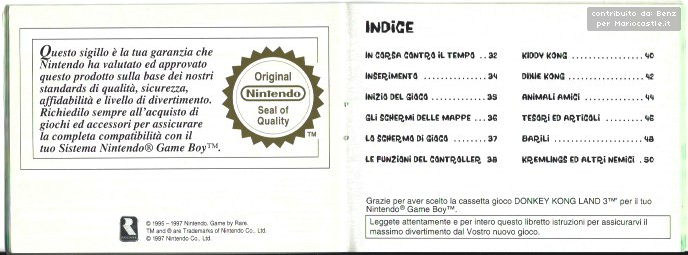 Questo sigillo è la tua garanzia che
Nintendo ha valutato ed approvato
questo prodotto sulla base dei nostri
standards di qualità, sicurezza,
affidabilità e livello di divertimento.
Richiedilo sempre all'acquisto di
giochi ed accessori per assicurare
la completa compatibilità con il
tuo Sistema Nintendo® Game Boy™.
Original
Nintendo
Seal of
Quality
TM
© 1995 – 1997 Nintendo. Game by Rare.
TM and ® are Trademarks of Nintendo Co., Ltd.
© 1997 Nintendo Co., Ltd.
contribuito da: Benz
per Mariocastle.it
INDICE
IN CORSA CONTRO IL TEMPO .. 32
INSERIMENTO ................ 34
INIZIO DEL GIOCO ............ 35
GLI SCHERMI DELLE MAPPE ... 36
LO SCHERMO DI GIOCO ........ 37
LE FUNZIONI DEL CONTROLLER 38
KIDDY KONG ................. 40
DIXIE KONG ................. 42
ANIMALI AMICI .............. 44
TESORI ED ARTICOLI ......... 46
BARILI ..................... 48
KREMLINGS ED ALTRI NEMICI . 50
Grazie per aver scelto la cassetta gioco DONKEY KONG LAND 3™ per il tuo
Nintendo® Game Boy™.
Leggete attentamente e per intero questo libretto istruzioni per assicurarvi il
massimo divertimento dal Vostro nuovo gioco.